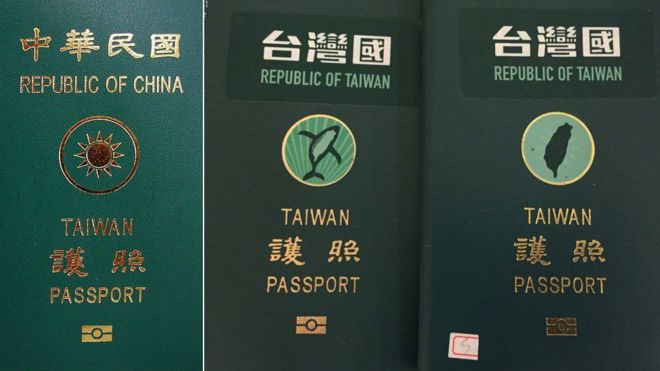 中華民國
REPUBLIC OF CHINA
TAIWAN
護照
PASSPORT
台灣國
REPUBLIC OF TAIWAN
TAIWAN
護照
PASSPORT
台灣國
REPUBLIC OF TAIWAN
TAIWAN
護照
PASSPORT